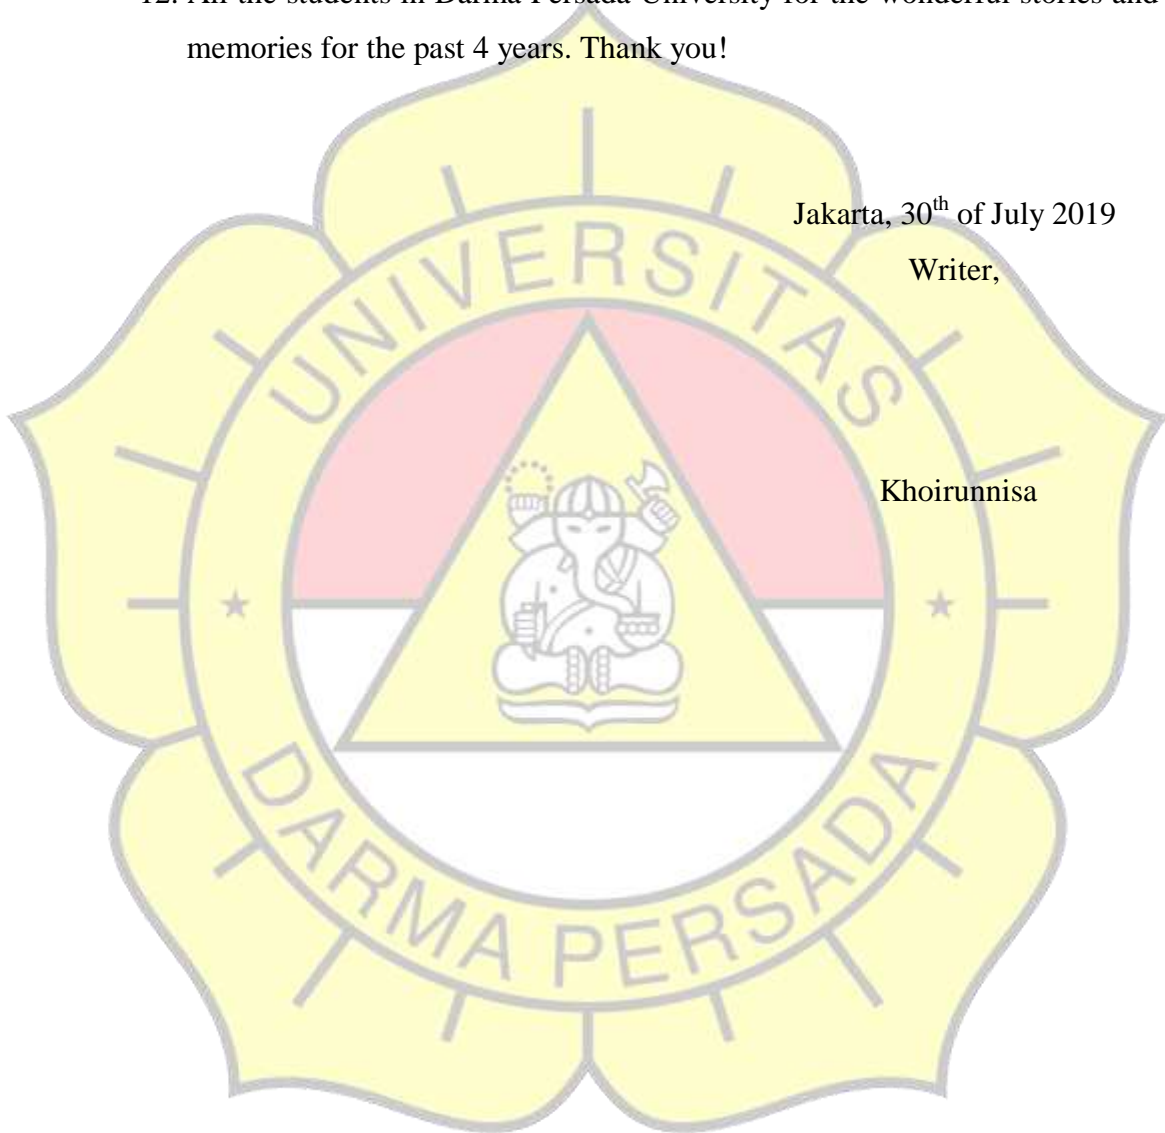 12. All the students in Darma Persada University for the wonderful stories and
memories for the past 4 years. Thank you!
Jakarta, 30th of July 2019
Writer,
Khoirunnisa
UNIVERSITAS
DARMA PERSADA